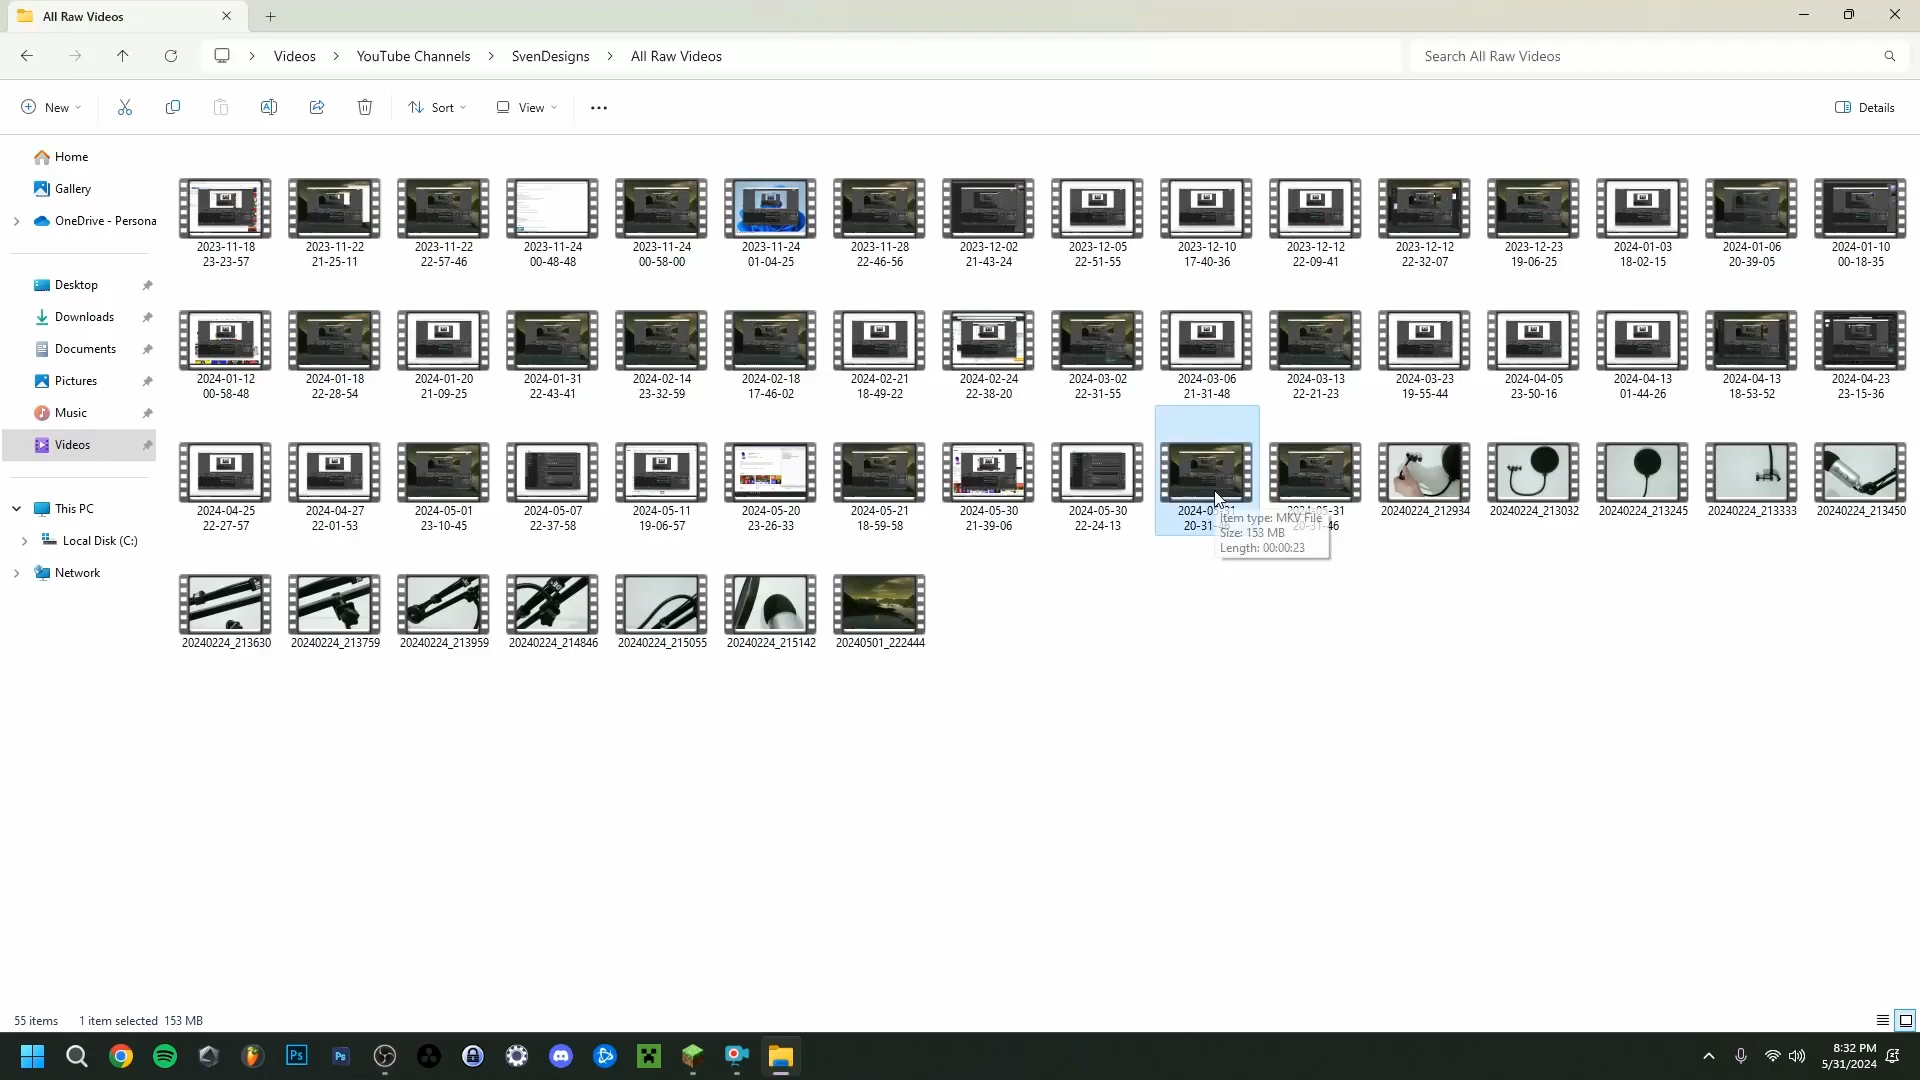 All Raw Videos
Videos > YouTube Channels > SvenDesigns > All Raw Videos
Search All Raw Videos
New
Sort
View
Details
Home
Gallery
OneDrive - Persona
Desktop
Downloads
Documents
Pictures
Music
Videos
This PC
Local Disk (C:)
Network
2023-11-18 2023-11-22 2023-11-22 2023-11-24 2023-11-24 2023-11-24 2023-11-28 2023-12-02 2023-12-05 2023-12-10 2023-12-12 2023-12-12 2023-12-23 2024-01-03 2024-01-06 2024-01-10
23-23-57 21-25-11 22-57-46 00-48-48 00-58-00 01-04-25 22-46-56 21-43-24 22-51-55 17-40-36 22-09-41 22-32-07 19-06-25 18-02-15 20-39-05 00-18-35
2024-01-12 2024-01-18 2024-01-20 2024-01-31 2024-02-14 2024-02-18 2024-02-21 2024-02-24 2024-03-02 2024-03-06 2024-03-13 2024-03-23 2024-04-05 2024-04-13 2024-04-13 2024-04-23
00-58-48 22-28-54 21-09-25 22-43-41 23-32-59 17-46-02 18-49-22 22-38-20 22-31-55 21-31-48 22-21-23 19-55-44 23-50-16 01-44-26 18-53-52 23-15-36
2024-04-25 2024-04-27 2024-05-01 2024-05-07 2024-05-11 2024-05-20 2024-05-21 2024-05-30 2024-05-30 20240224_212934 20240224_213032 20240224_213245 20240224_213333 20240224_213450
22-27-57 22-01-53 23-10-45 22-37-58 19-06-57 23-26-33 18-59-58 21-39-06 22-24-13
Item type: MKV File
Size: 153 MB
Length: 00:00:23
20240224_213630 20240224_213759 20240224_213959 20240224_214846 20240224_215055 20240224_215142 20240501_222444
55 items 1 item selected 153 MB
Ps
Ps
8:32 PM
5/31/2024